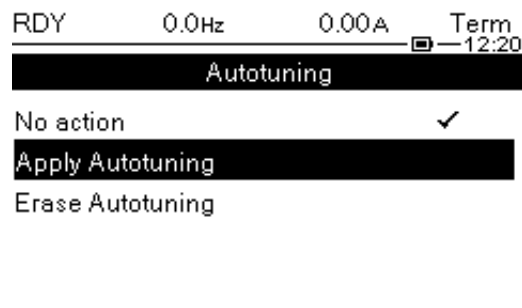 RDY 0.0Hz 0.00A Term
12:20
Autotuning
No action ✓
Apply Autotuning
Erase Autotuning